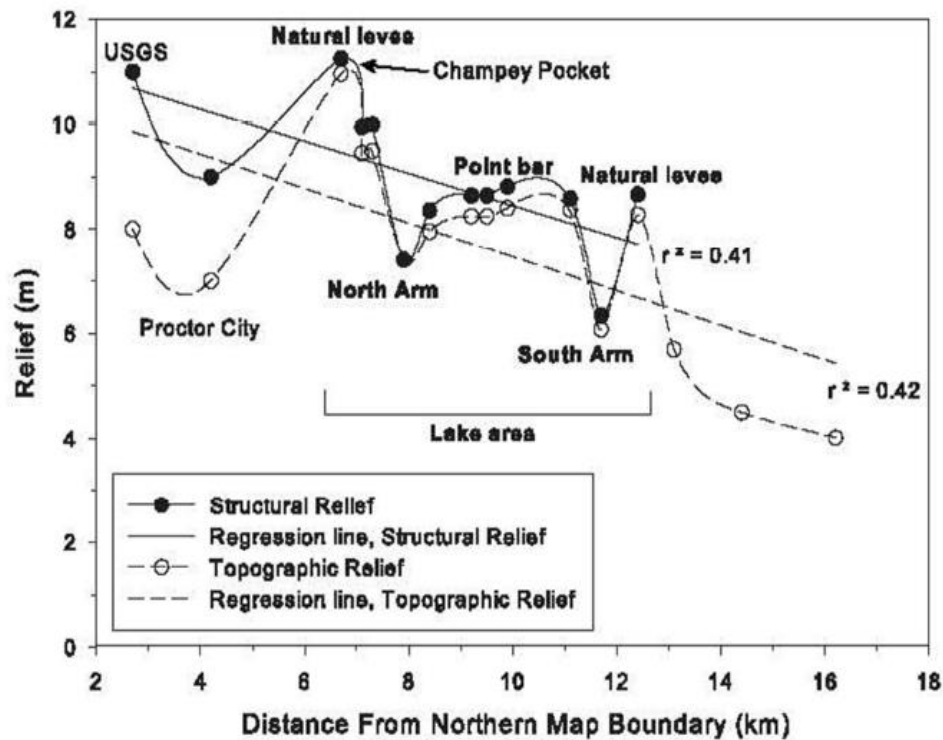 12
10
8
6
4
2
0
Relief (m)
USGS
Natural levee
Champey Pocket
Point bar
Natural levee
r² = 0.41
North Arm
Proctor City
South Arm
r² = 0.42
Lake area
Structural Relief
Regression line, Structural Relief
Topographic Relief
Regression line, Topographic Relief
2 4 6 8 10 12 14 16 18
Distance From Northern Map Boundary (km)